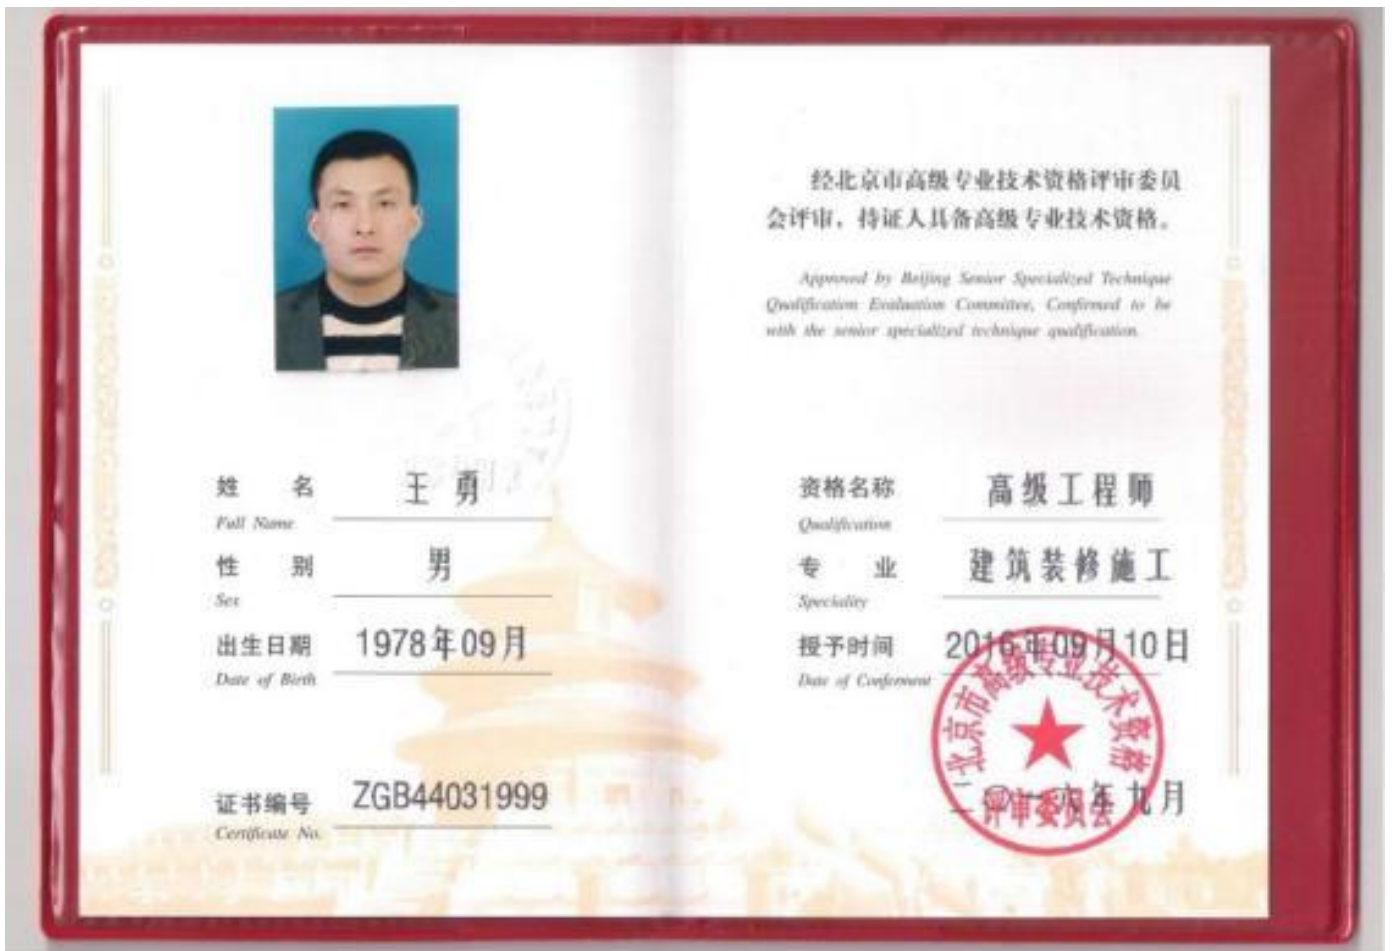 姓 名 王 勇
Full Name
性 别 男
Sex
出生日期 1978年09月
Date of Birth
证书编号 ZGB44031999
Certificate No.
经北京市高级专业技术资格评审委员
会评审，持证人具备高级专业技术资格。
Approved by Beijing Senior Specialized Technique
Qualification Evaluation Committee, Confirmed to be
with the senior specialized technique qualification.
资格名称 高级工程师
Qualification
专 业 建筑装修施工
Speciality
授予时间 2016年09月10日
Date of Conferment
北京市高级专业技术资格
评审委员会
二〇一六年九月